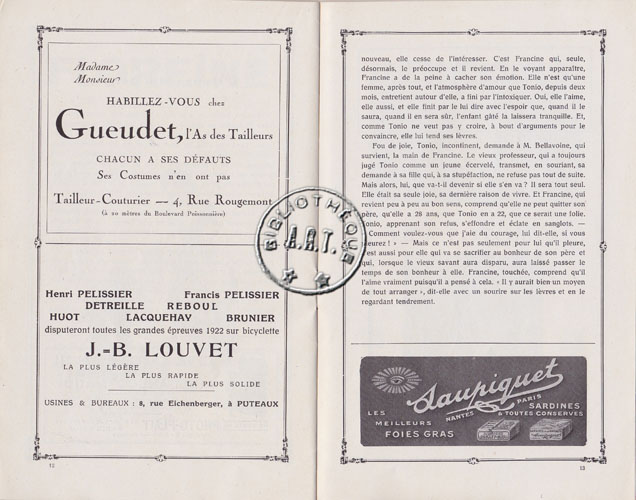 Madame
Monsieur
HABILLEZ-VOUS chez
Gueudet, l'As des Tailleurs
CHACUN A SES DÉFAUTS
Ses Costumes n'en ont pas
Tailleur-Couturier — 4, Rue Rougemont
(à 20 mètres du Boulevard Poissonnière)
Henri PELISSIER Francis PELISSIER
DETREILLE REBOUL
HUOT LACQUEHAY BRUNIER
disputeront toutes les grandes épreuves 1922 sur bicyclette
J.-B. LOUVET
LA PLUS LÉGÈRE
LA PLUS RAPIDE
LA PLUS SOLIDE
USINES & BUREAUX : 8, rue Eichenberger, à PUTEAUX
12
nouveau, elle cesse de l'intéresser. C'est Francine qui, seule,
désormais, le préoccupe et il revient. En le voyant apparaître,
Francine a de la peine à cacher son émotion. Elle n'est qu'une
femme, après tout, et l'atmosphère d'amour que Tonio, depuis deux
mois, entretient autour d'elle, a fini par l'intoxiquer. Oui, elle l'aime,
elle aussi, et elle finit par le lui dire avec l'espoir que, quand il le
saura, quand il en sera sûr, l'enfant gâté la laissera tranquille. Et,
comme Tonio ne veut pas y croire, à bout d'arguments pour le
convaincre, elle lui tend ses lèvres.
Fou de joie, Tonio, incontinent, demande à M. Bellavoine, qui
survient, la main de Francine. Le vieux professeur, qui a toujours
jugé Tonio comme un jeune écervelé, transmet, en souriant, sa
demande à sa fille qui, à sa stupéfaction, ne refuse pas tout de suite.
Mais alors, lui, que va-t-il devenir si elle s'en va ? Il sera tout seul.
Elle était sa seule joie, sa dernière raison de vivre. Et Francine, qui
revient peu à peu au bon sens, comprend qu'elle ne peut quitter son
père, qu'elle a 28 ans, que Tonio en a 22, que ce serait une folie.
Tonio, apprenant son refus, s'effondre et éclate en sanglots. —
Comment voulez-vous que j'aie du courage, lui dit-elle, si vous
pleurez ! » — Mais ce n'est pas seulement pour lui qu'il pleure,
c'est aussi pour elle qui va se sacrifier au bonheur de son père et
qui, lorsque le vieux savant aura disparu, aura laissé passer le
temps de son bonheur à elle. Francine, touchée, comprend qu'il
l'aime vraiment puisqu'il a pensé à cela. « Il y aurait bien un moyen
de tout arranger », dit-elle avec un sourire sur les lèvres et en le
regardant tendrement.
Saupiquet
NANTES PARIS
LES MEILLEURS FOIES GRAS
SARDINES
& TOUTES CONSERVES
13
BIBLIOTHÈQUE
A.R.T.